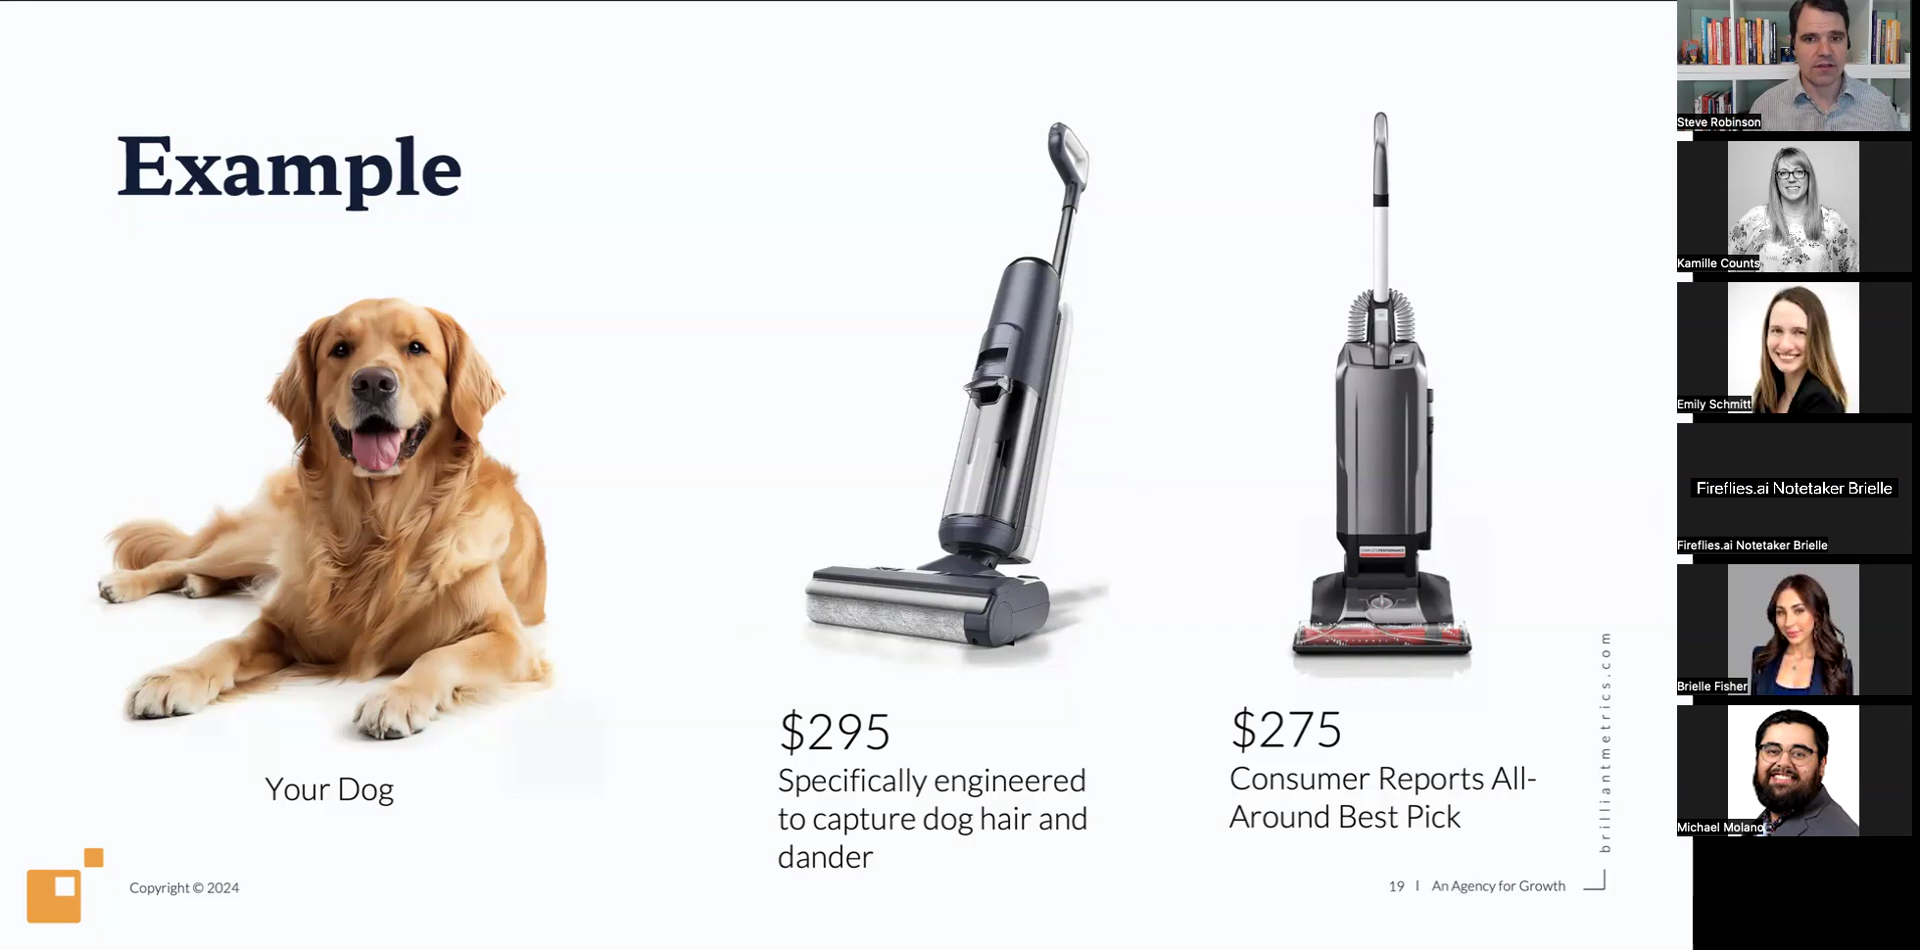 Example
Your Dog
$295
Specifically engineered
to capture dog hair and
dander
$275
Consumer Reports All-
Around Best Pick
brilliantmetrics.com
Copyright © 2024
19 | An Agency for Growth
Steve Robinson
Kamille Counts
Emily Schmitt
Fireflies.ai Notetaker Brielle
Fireflies.ai Notetaker Brielle
Brielle Fisher
Michael Molano